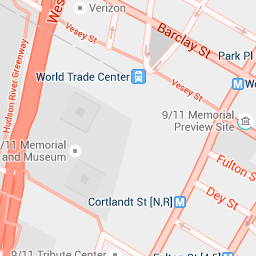 Verizon
Barclay St
Vesey St
Wes
Park Pl
World Trade Center
Vesey St
Hudson River Greenway
9/11 Memorial
Preview Site
9/11 Memorial
and Museum
Fulton S
Dey St
Cortlandt St [N,R]
9/11 Tribute Center